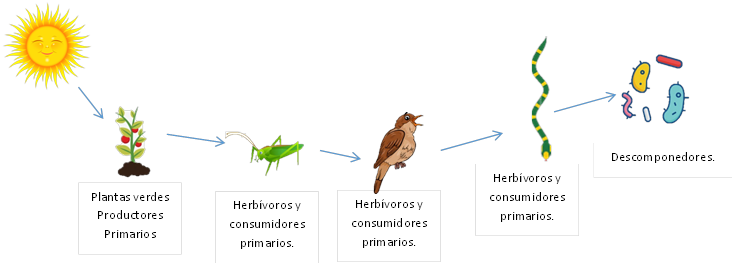 Plantas verdes
Productores
Primarios
Herbívoros y
consumidores
primarios.
Herbívoros y
consumidores
primarios.
Herbívoros y
consumidores
primarios.
Descomponedores.